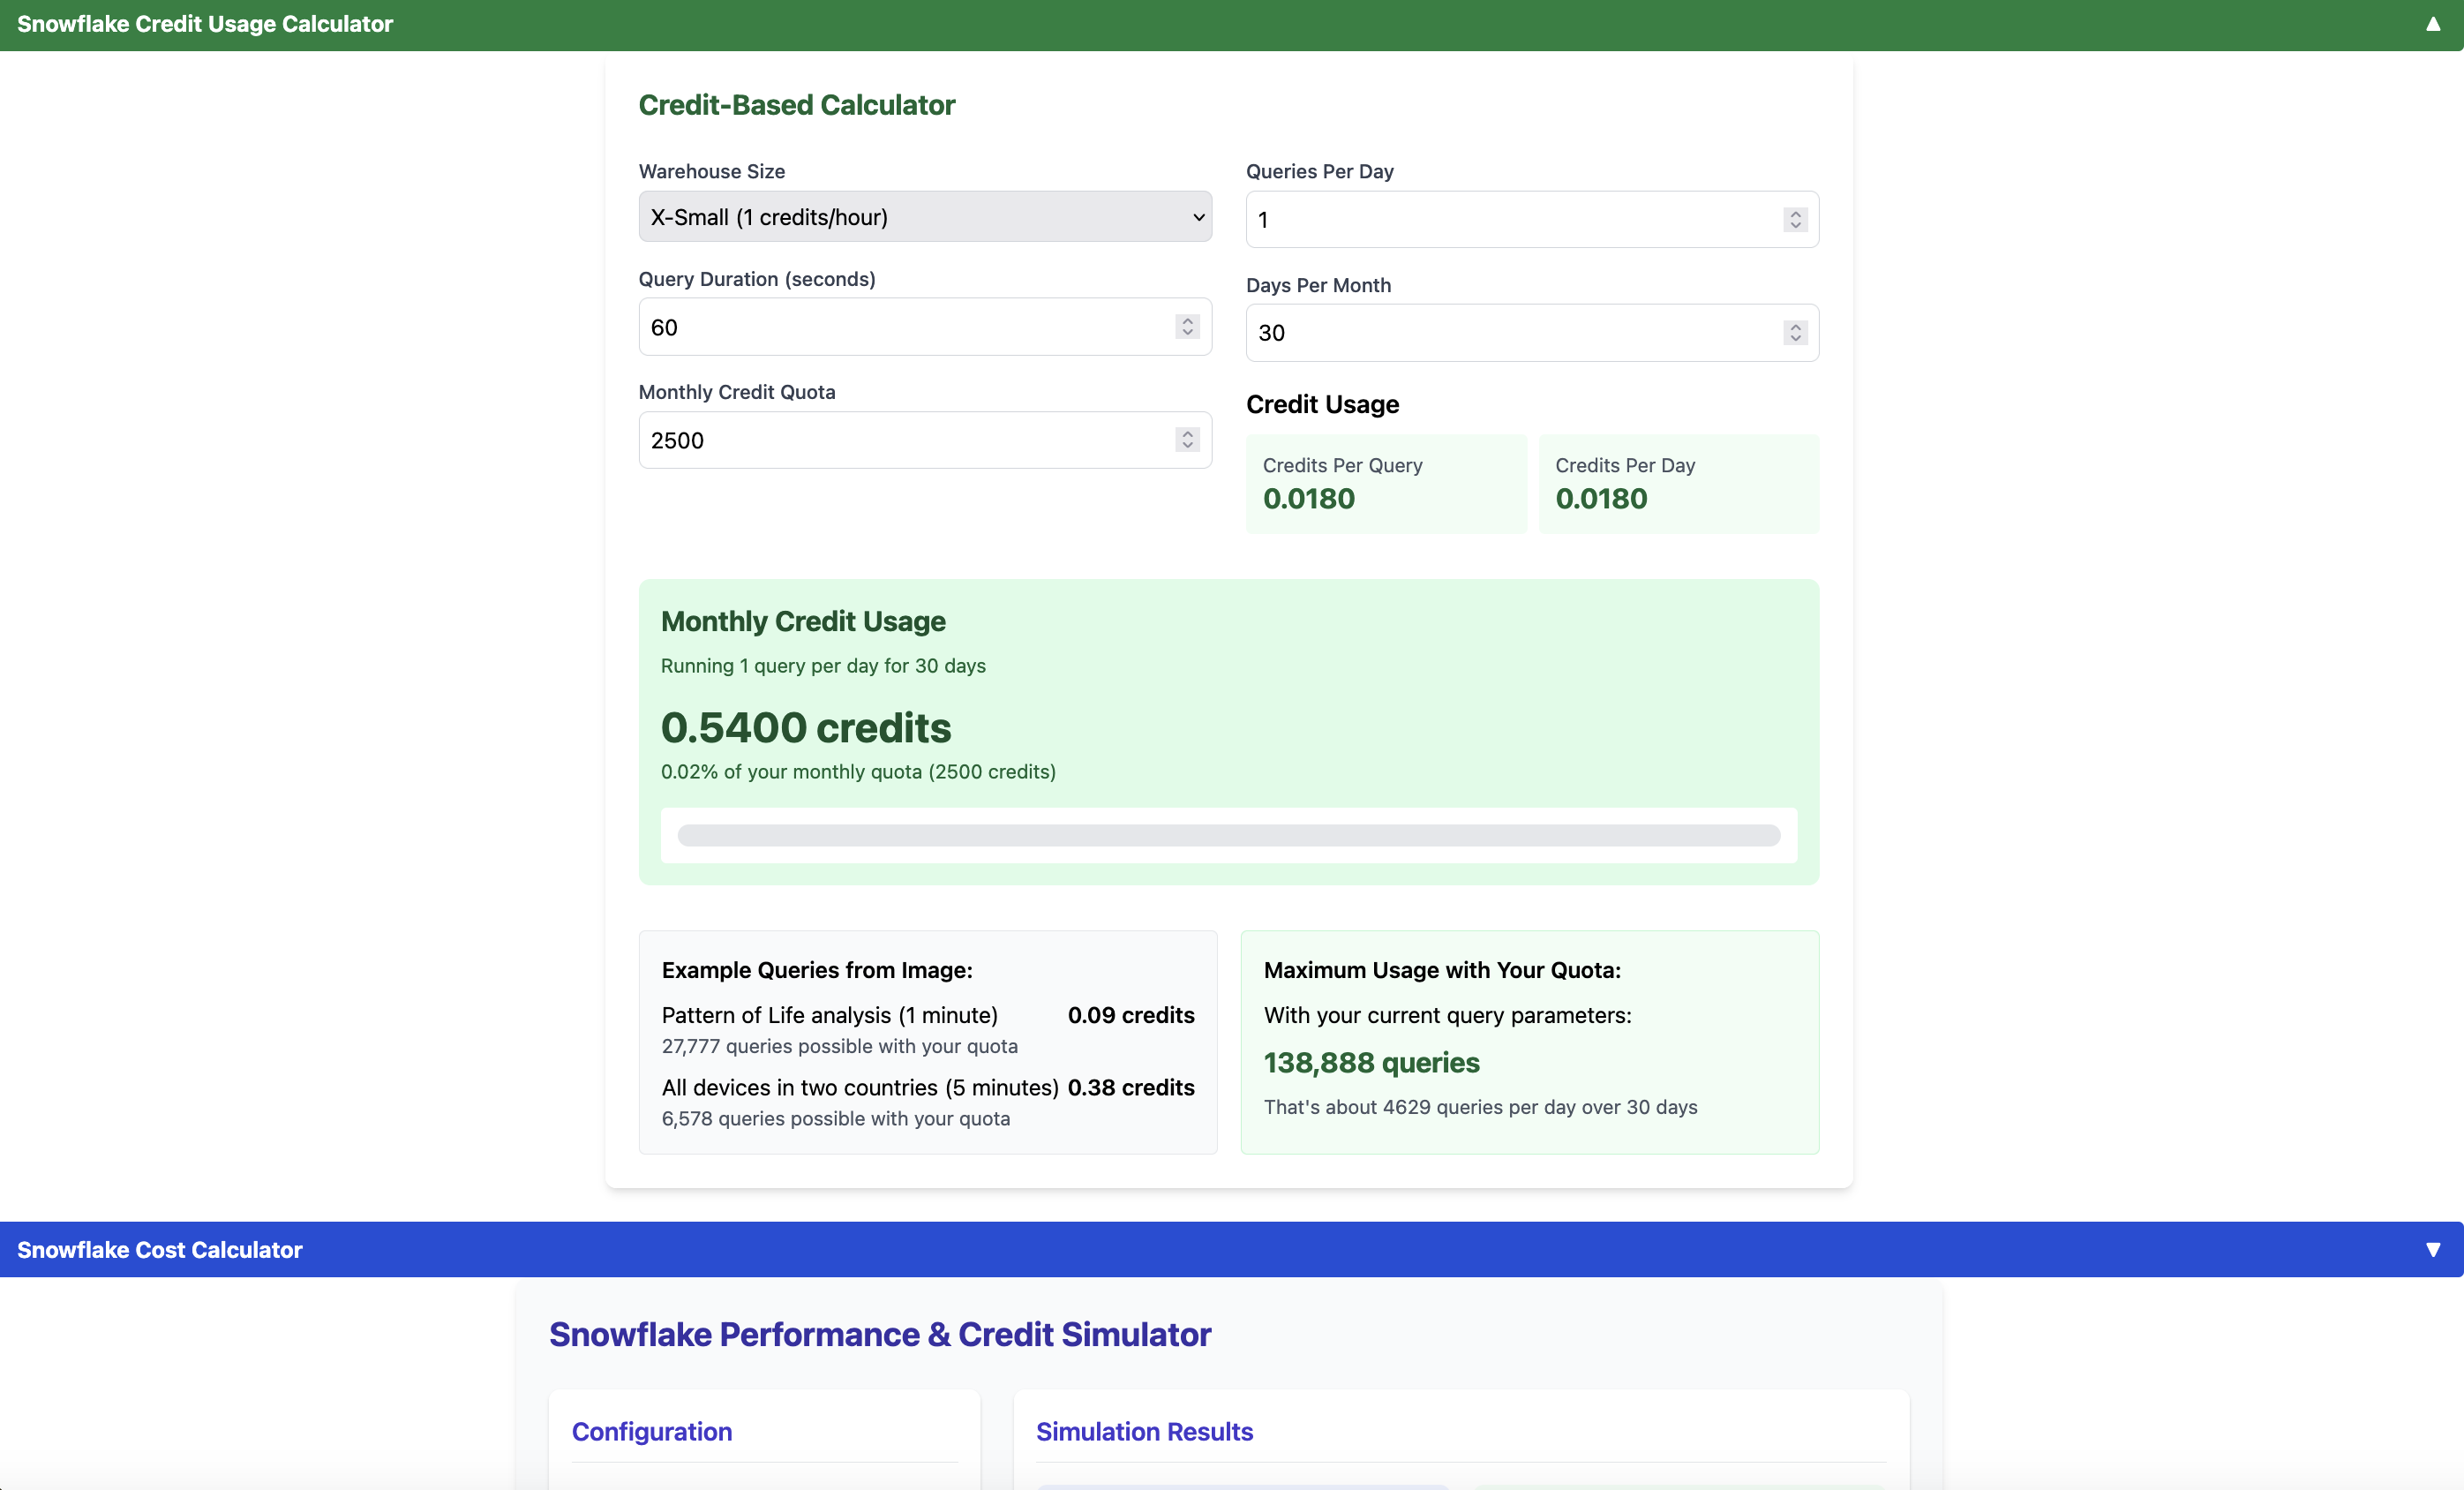 Snowflake Credit Usage Calculator ▲
Credit-Based Calculator
Warehouse Size
X-Small (1 credits/hour)
Query Duration (seconds)
60
Monthly Credit Quota
2500
Queries Per Day
1
Days Per Month
30
Credit Usage
Credits Per Query
0.0180
Credits Per Day
0.0180
Monthly Credit Usage
Running 1 query per day for 30 days
0.5400 credits
0.02% of your monthly quota (2500 credits)
Example Queries from Image:
Pattern of Life analysis (1 minute) 0.09 credits
27,777 queries possible with your quota
All devices in two countries (5 minutes) 0.38 credits
6,578 queries possible with your quota
Maximum Usage with Your Quota:
With your current query parameters:
138,888 queries
That's about 4629 queries per day over 30 days
Snowflake Cost Calculator ▼
Snowflake Performance & Credit Simulator
Configuration
Simulation Results